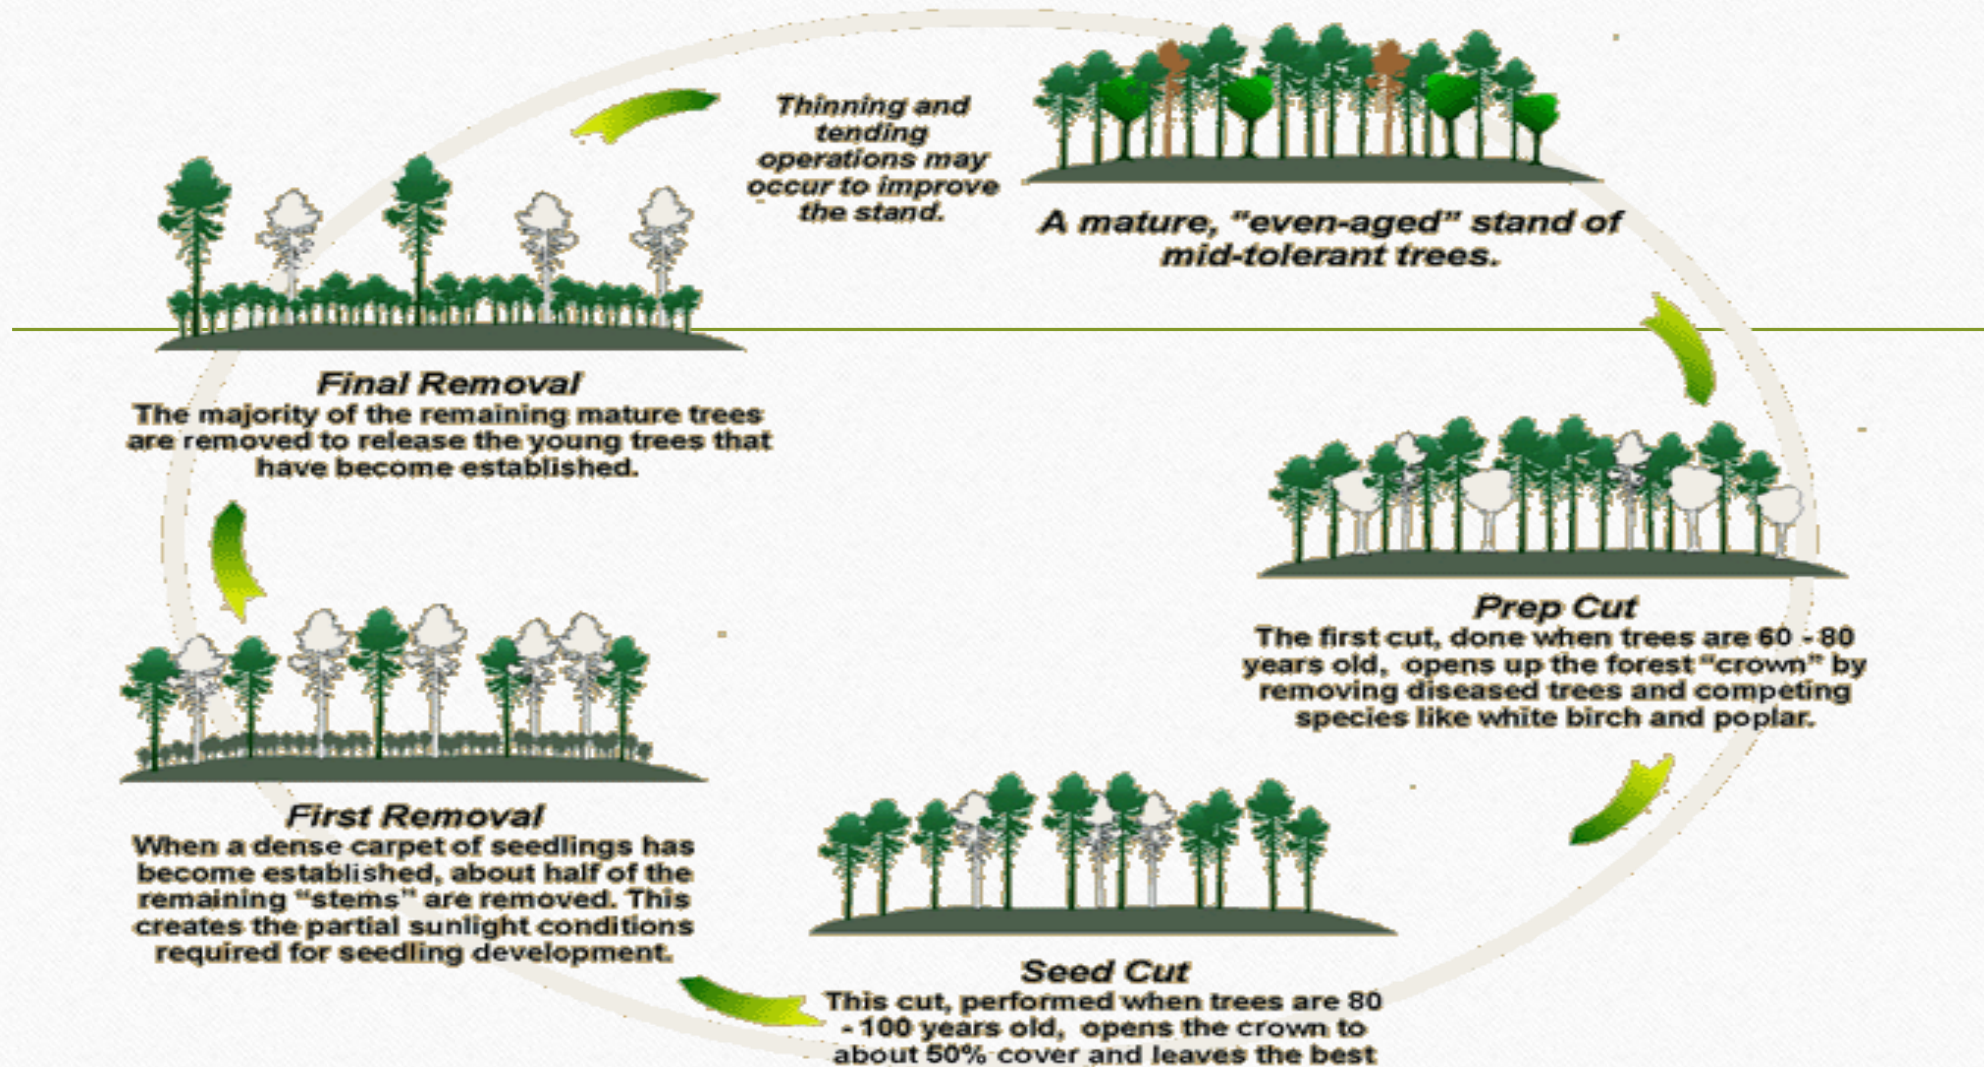 Thinning and
tending
operations may
occur to improve
the stand.
A mature, “even-aged” stand of
mid-tolerant trees.
Prep Cut
The first cut, done when trees are 60 - 80
years old, opens up the forest “crown” by
removing diseased trees and competing
species like white birch and poplar.
Seed Cut
This cut, performed when trees are 80
- 100 years old, opens the crown to
about 50% cover and leaves the best
First Removal
When a dense carpet of seedlings has
become established, about half of the
remaining “stems” are removed. This
creates the partial sunlight conditions
required for seedling development.
Final Removal
The majority of the remaining mature trees
are removed to release the young trees that
have become established.